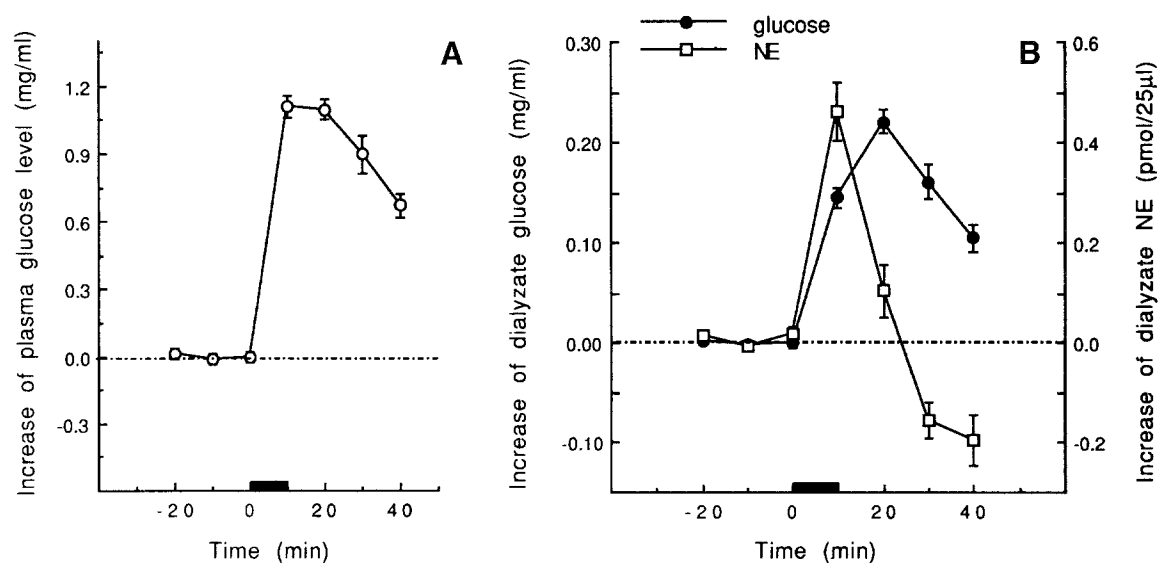 A
Increase of plasma glucose level (mg/ml)
1.2
0.9
0.6
0.3
0.0
-0.3
-20 0 20 40
Time (min)
glucose
NE
B
Increase of dialyzate glucose (mg/ml)
0.30
0.20
0.10
0.00
-0.10
0.6
0.4
0.2
0.0
-0.2
Increase of dialyzate NE (pmol/25µl)
-20 0 20 40
Time (min)